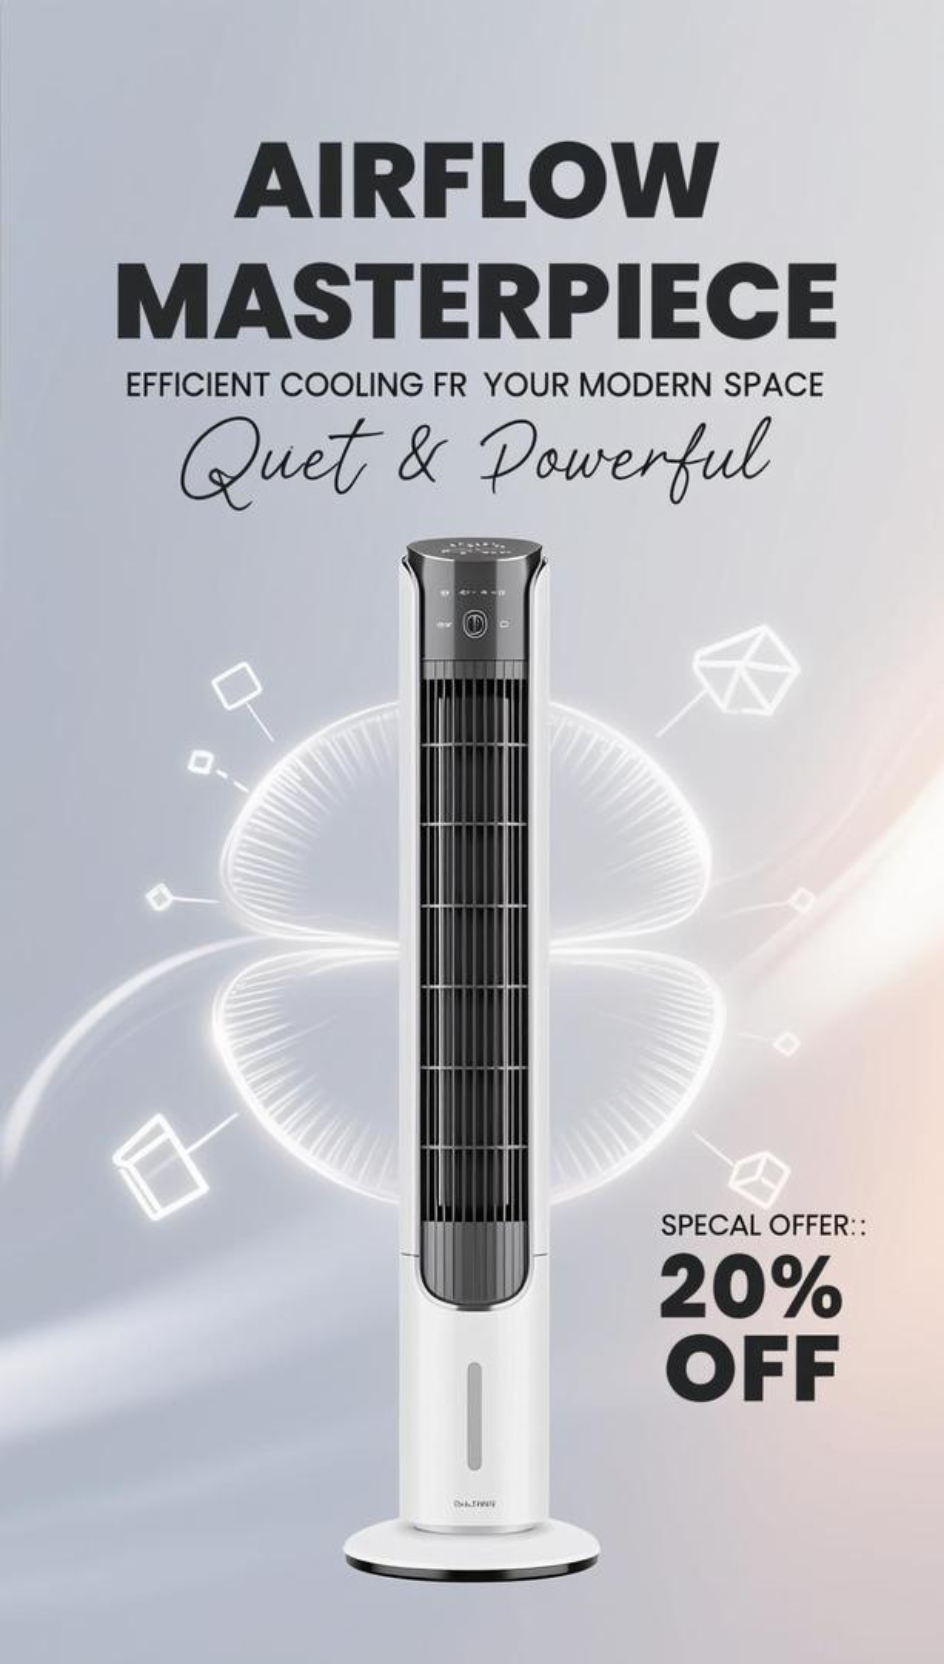 AIRFLOW
MASTERPIECE
EFFICIENT COOLING FR YOUR MODERN SPACE
Quet & Powerful
SPECAL OFFER::
20%
OFF